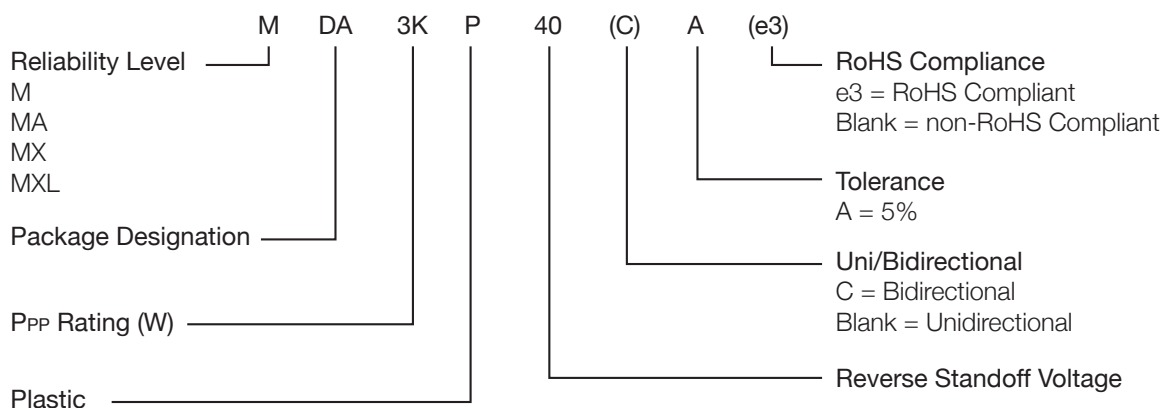 M DA 3K P 40 (C) A (e3)
Reliability Level
M
MA
MX
MXL
Package Designation
PPP Rating (W)
Plastic
RoHS Compliance
e3 = RoHS Compliant
Blank = non-RoHS Compliant
Tolerance
A = 5%
Uni/Bidirectional
C = Bidirectional
Blank = Unidirectional
Reverse Standoff Voltage